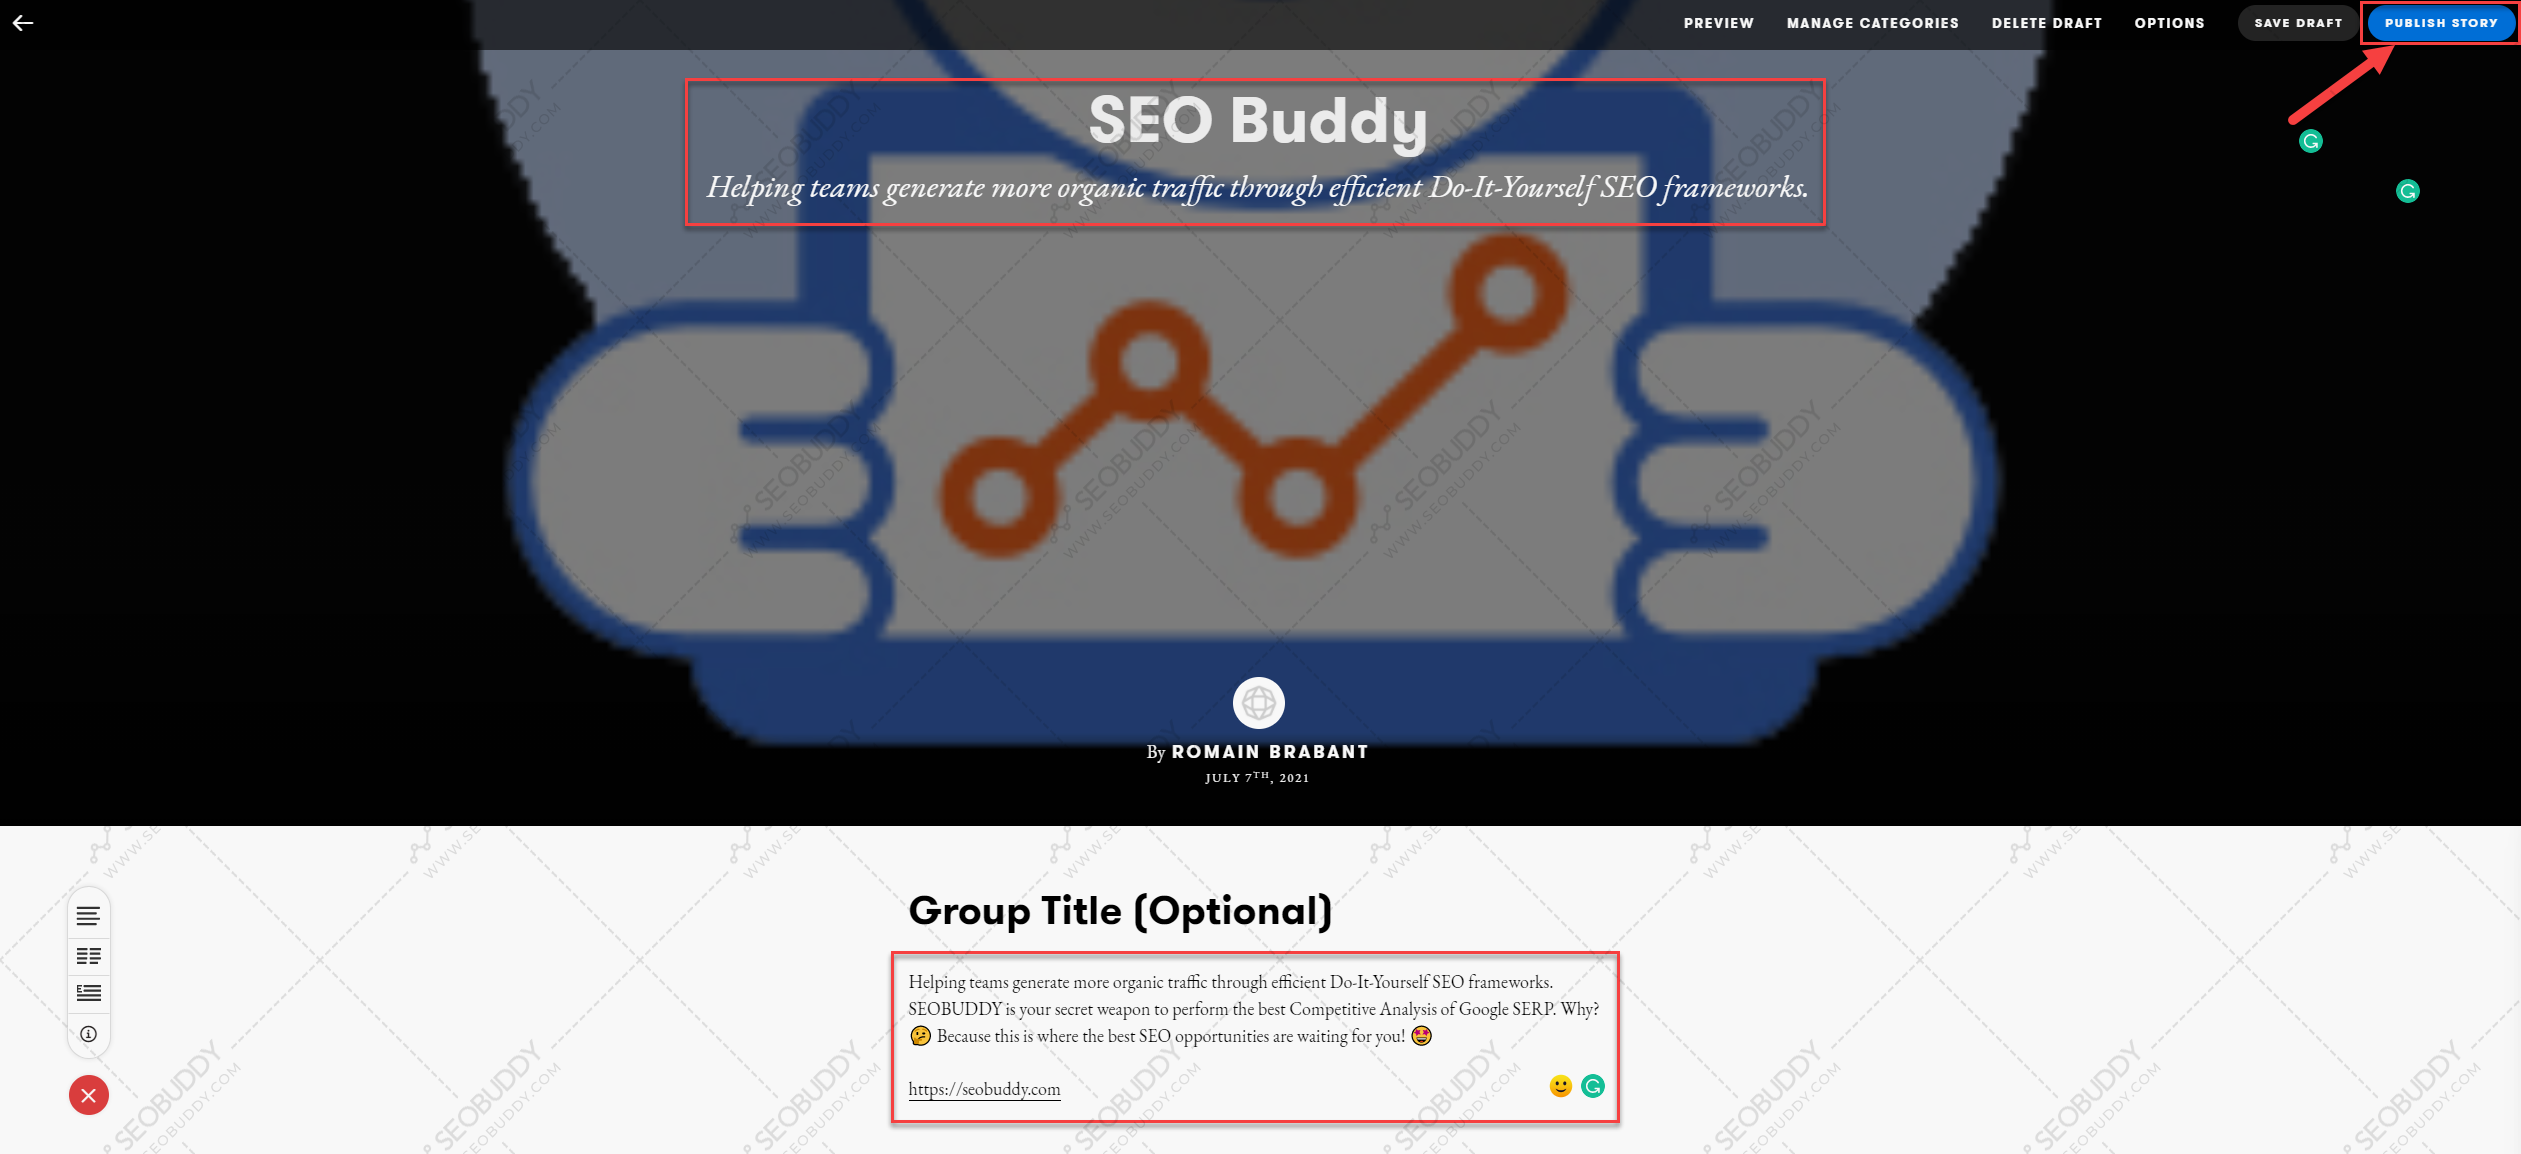 PREVIEW MANAGE CATEGORIES DELETE DRAFT OPTIONS SAVE DRAFT PUBLISH STORY
SEO Buddy
Helping teams generate more organic traffic through efficient Do-It-Yourself SEO frameworks.
By ROMAIN BRABANT
JULY 7TH, 2021
Group Title (Optional)
Helping teams generate more organic traffic through efficient Do-It-Yourself SEO frameworks.
SEOBUDDY is your secret weapon to perform the best Competitive Analysis of Google SERP. Why?
🤔 Because this is where the best SEO opportunities are waiting for you! 🤩
https://seobuddy.com
SEOBUDDY
WWW.SEOBUDDY.COM